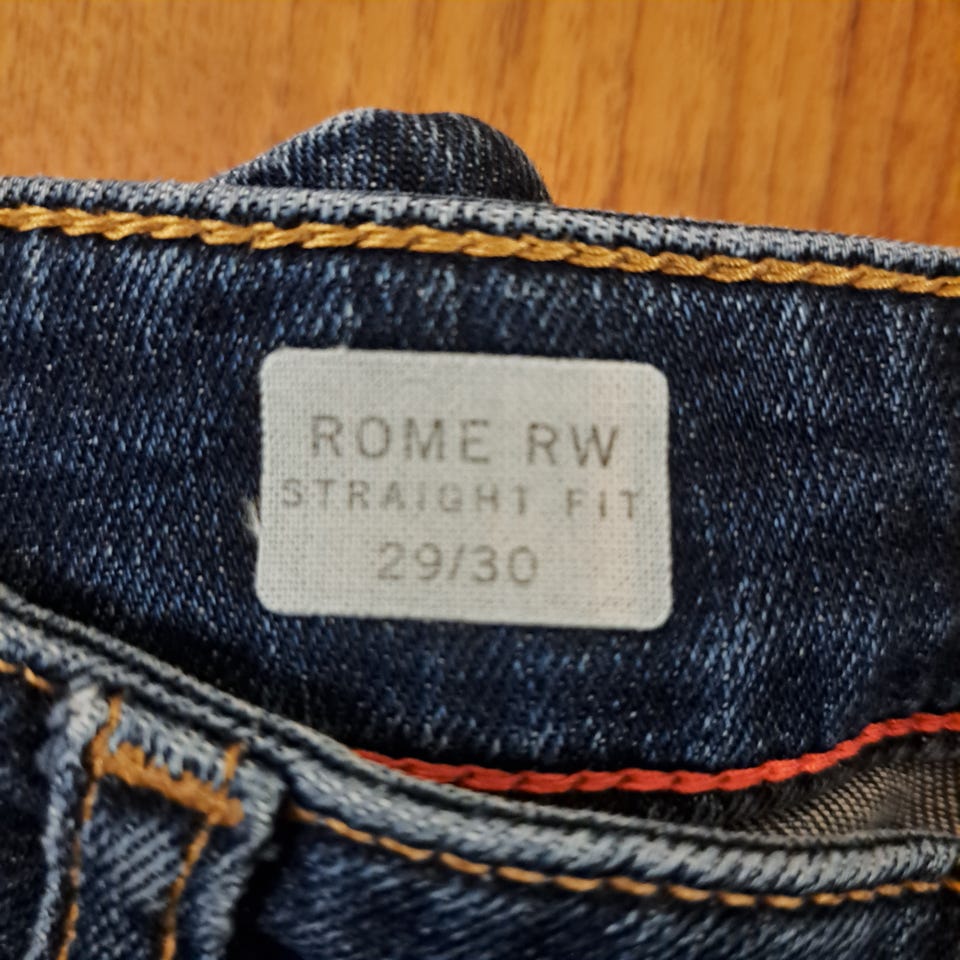 ROME RW
STRAIGHT FIT
29/30